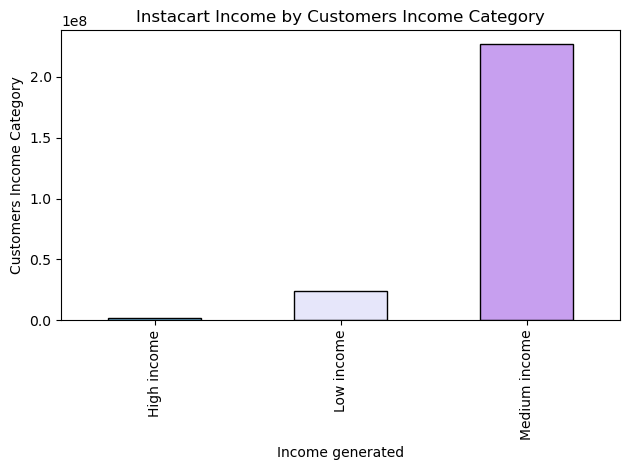 Instacart Income by Customers Income Category
1e8
Customers Income Category
2.0
1.5
1.0
0.5
0.0
High income
Low income
Medium income
Income generated